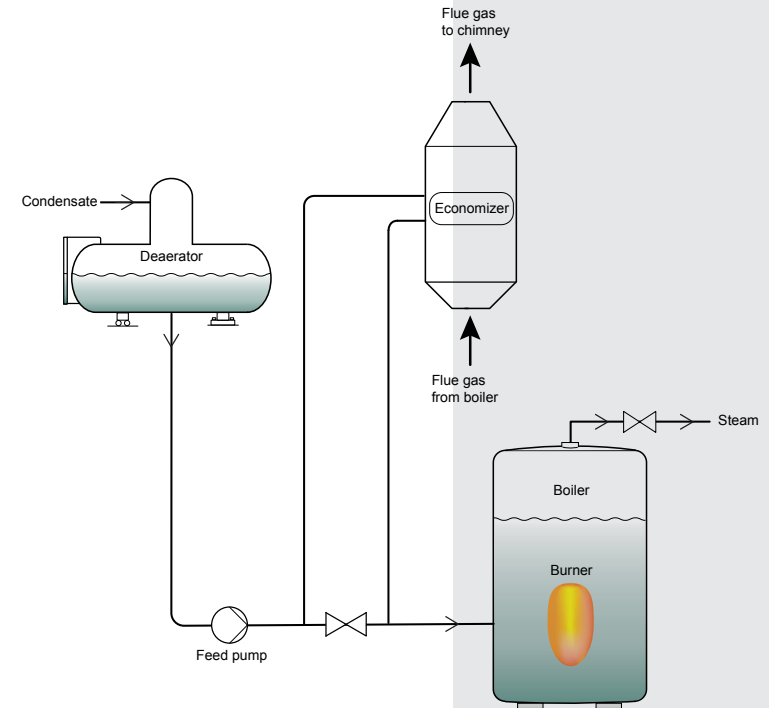 Flue gas
to chimney
Condensate
Economizer
Deaerator
Flue gas
from boiler
Steam
Boiler
Burner
Feed pump